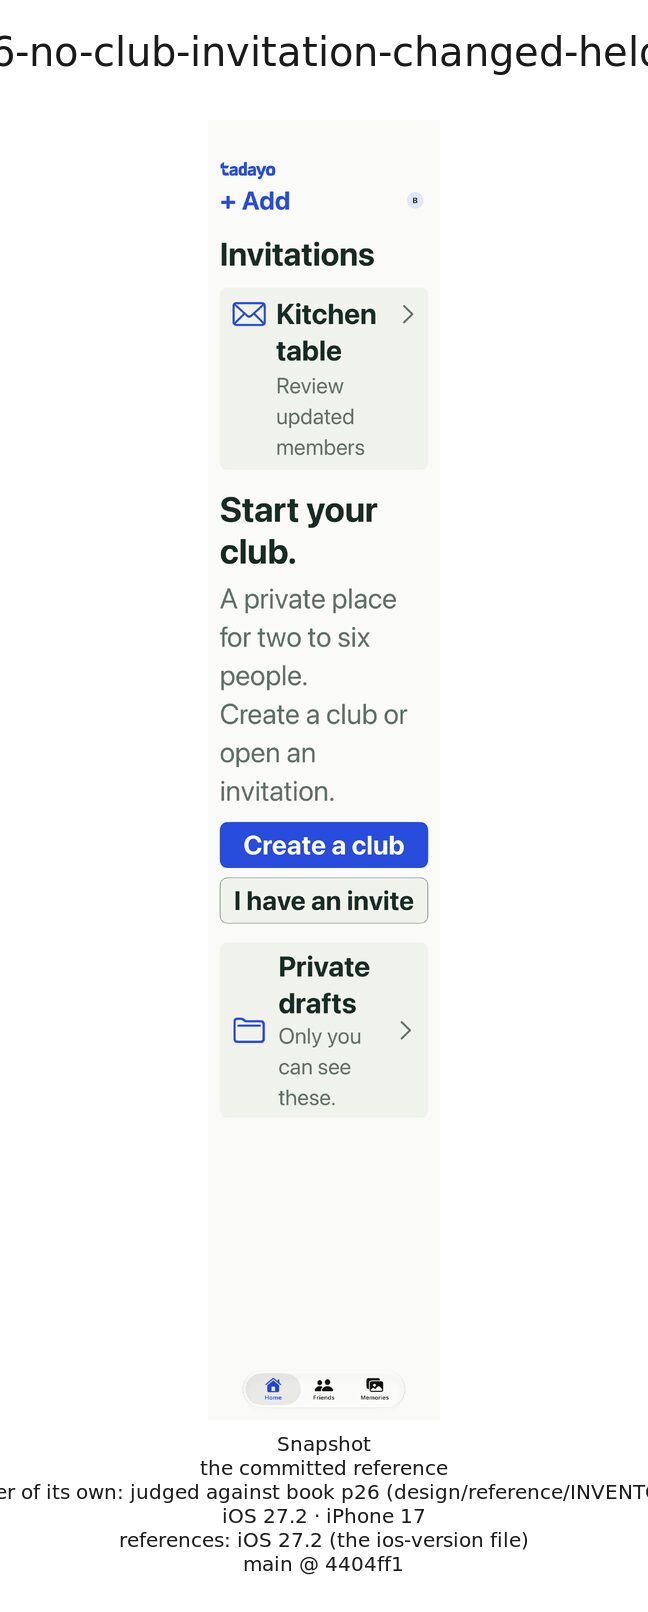 6-no-club-invitation-changed-held
tadayo
+ Add
B
Invitations
Kitchen
table
Review
updated
members
Start your
club.
A private place
for two to six
people.
Create a club or
open an
invitation.
Create a club
I have an invite
Private
drafts
Only you
can see
these.
Home
Friends
Memories
Snapshot
the committed reference
er of its own: judged against book p26 (design/reference/INVENTO
iOS 27.2 · iPhone 17
references: iOS 27.2 (the ios-version file)
main @ 4404ff1